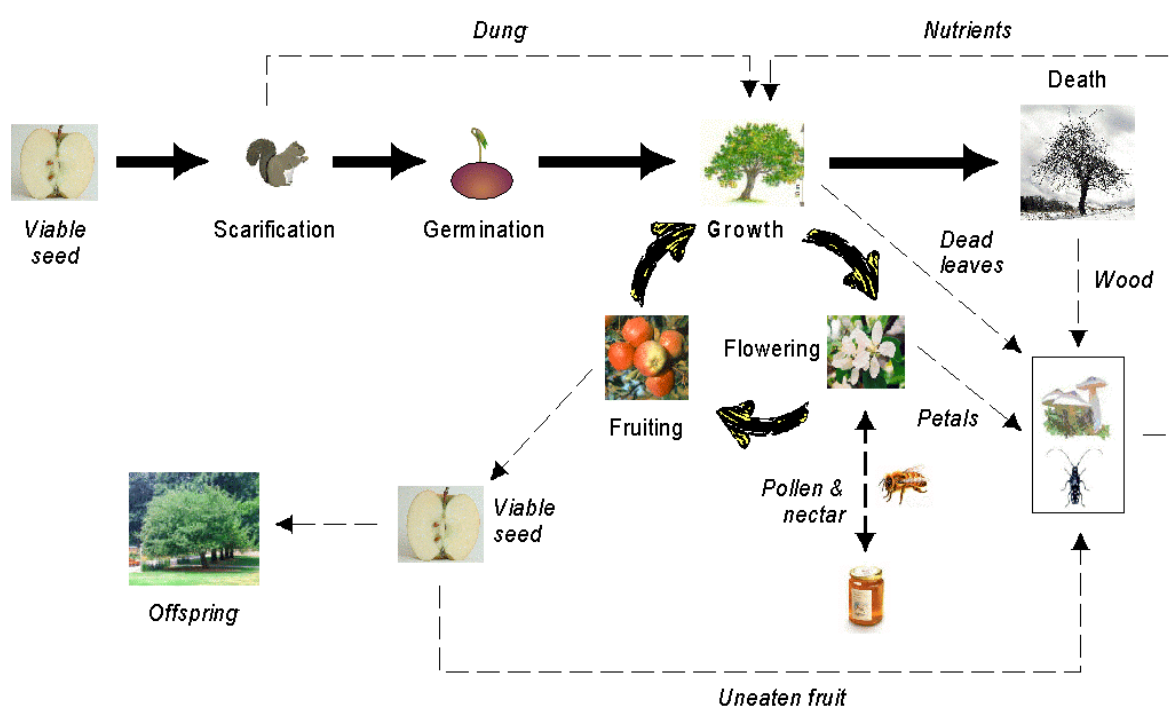 Dung
Nutrients
Death
Viable
seed
Scarification
Germination
Growth
Dead
leaves
Wood
Flowering
Fruiting
Petals
Pollen &
nectar
Viable
seed
Offspring
Uneaten fruit